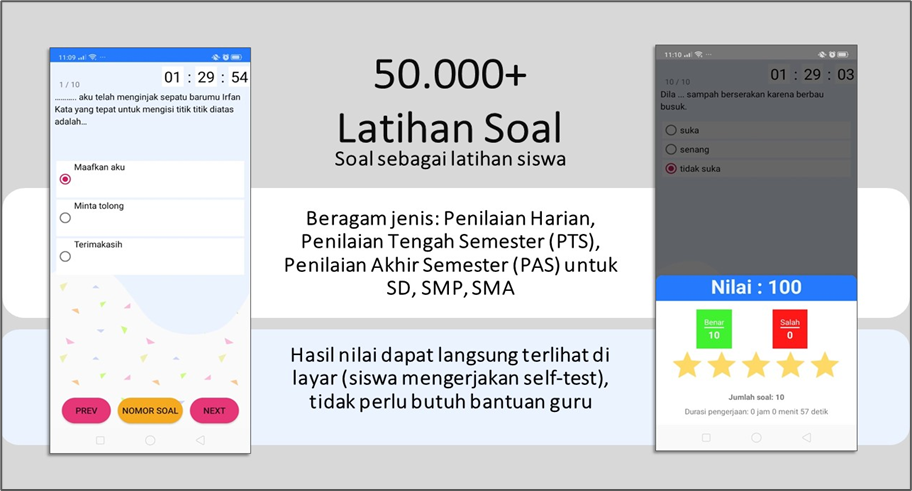 11:09
1 / 10
01 : 29 : 54
.......... aku telah menginjak sepatu barumu Irfan
Kata yang tepat untuk mengisi titik titik diatas
adalah...
Maafkan aku
Minta tolong
Terimakasih
PREV
NOMOR SOAL
NEXT
50.000+
Latihan Soal
Soal sebagai latihan siswa
Beragam jenis: Penilaian Harian,
Penilaian Tengah Semester (PTS),
Penilaian Akhir Semester (PAS) untuk
SD, SMP, SMA
Hasil nilai dapat langsung terlihat di
layar (siswa mengerjakan self-test),
tidak perlu butuh bantuan guru
11:10
10 / 10
01 : 29 : 03
Dila ... sampah berserakan karena berbau
busuk.
suka
senang
tidak suka
Nilai : 100
Benar
10
Salah
0
Jumlah soal: 10
Durasi pengerjaan: 0 jam 0 menit 57 detik